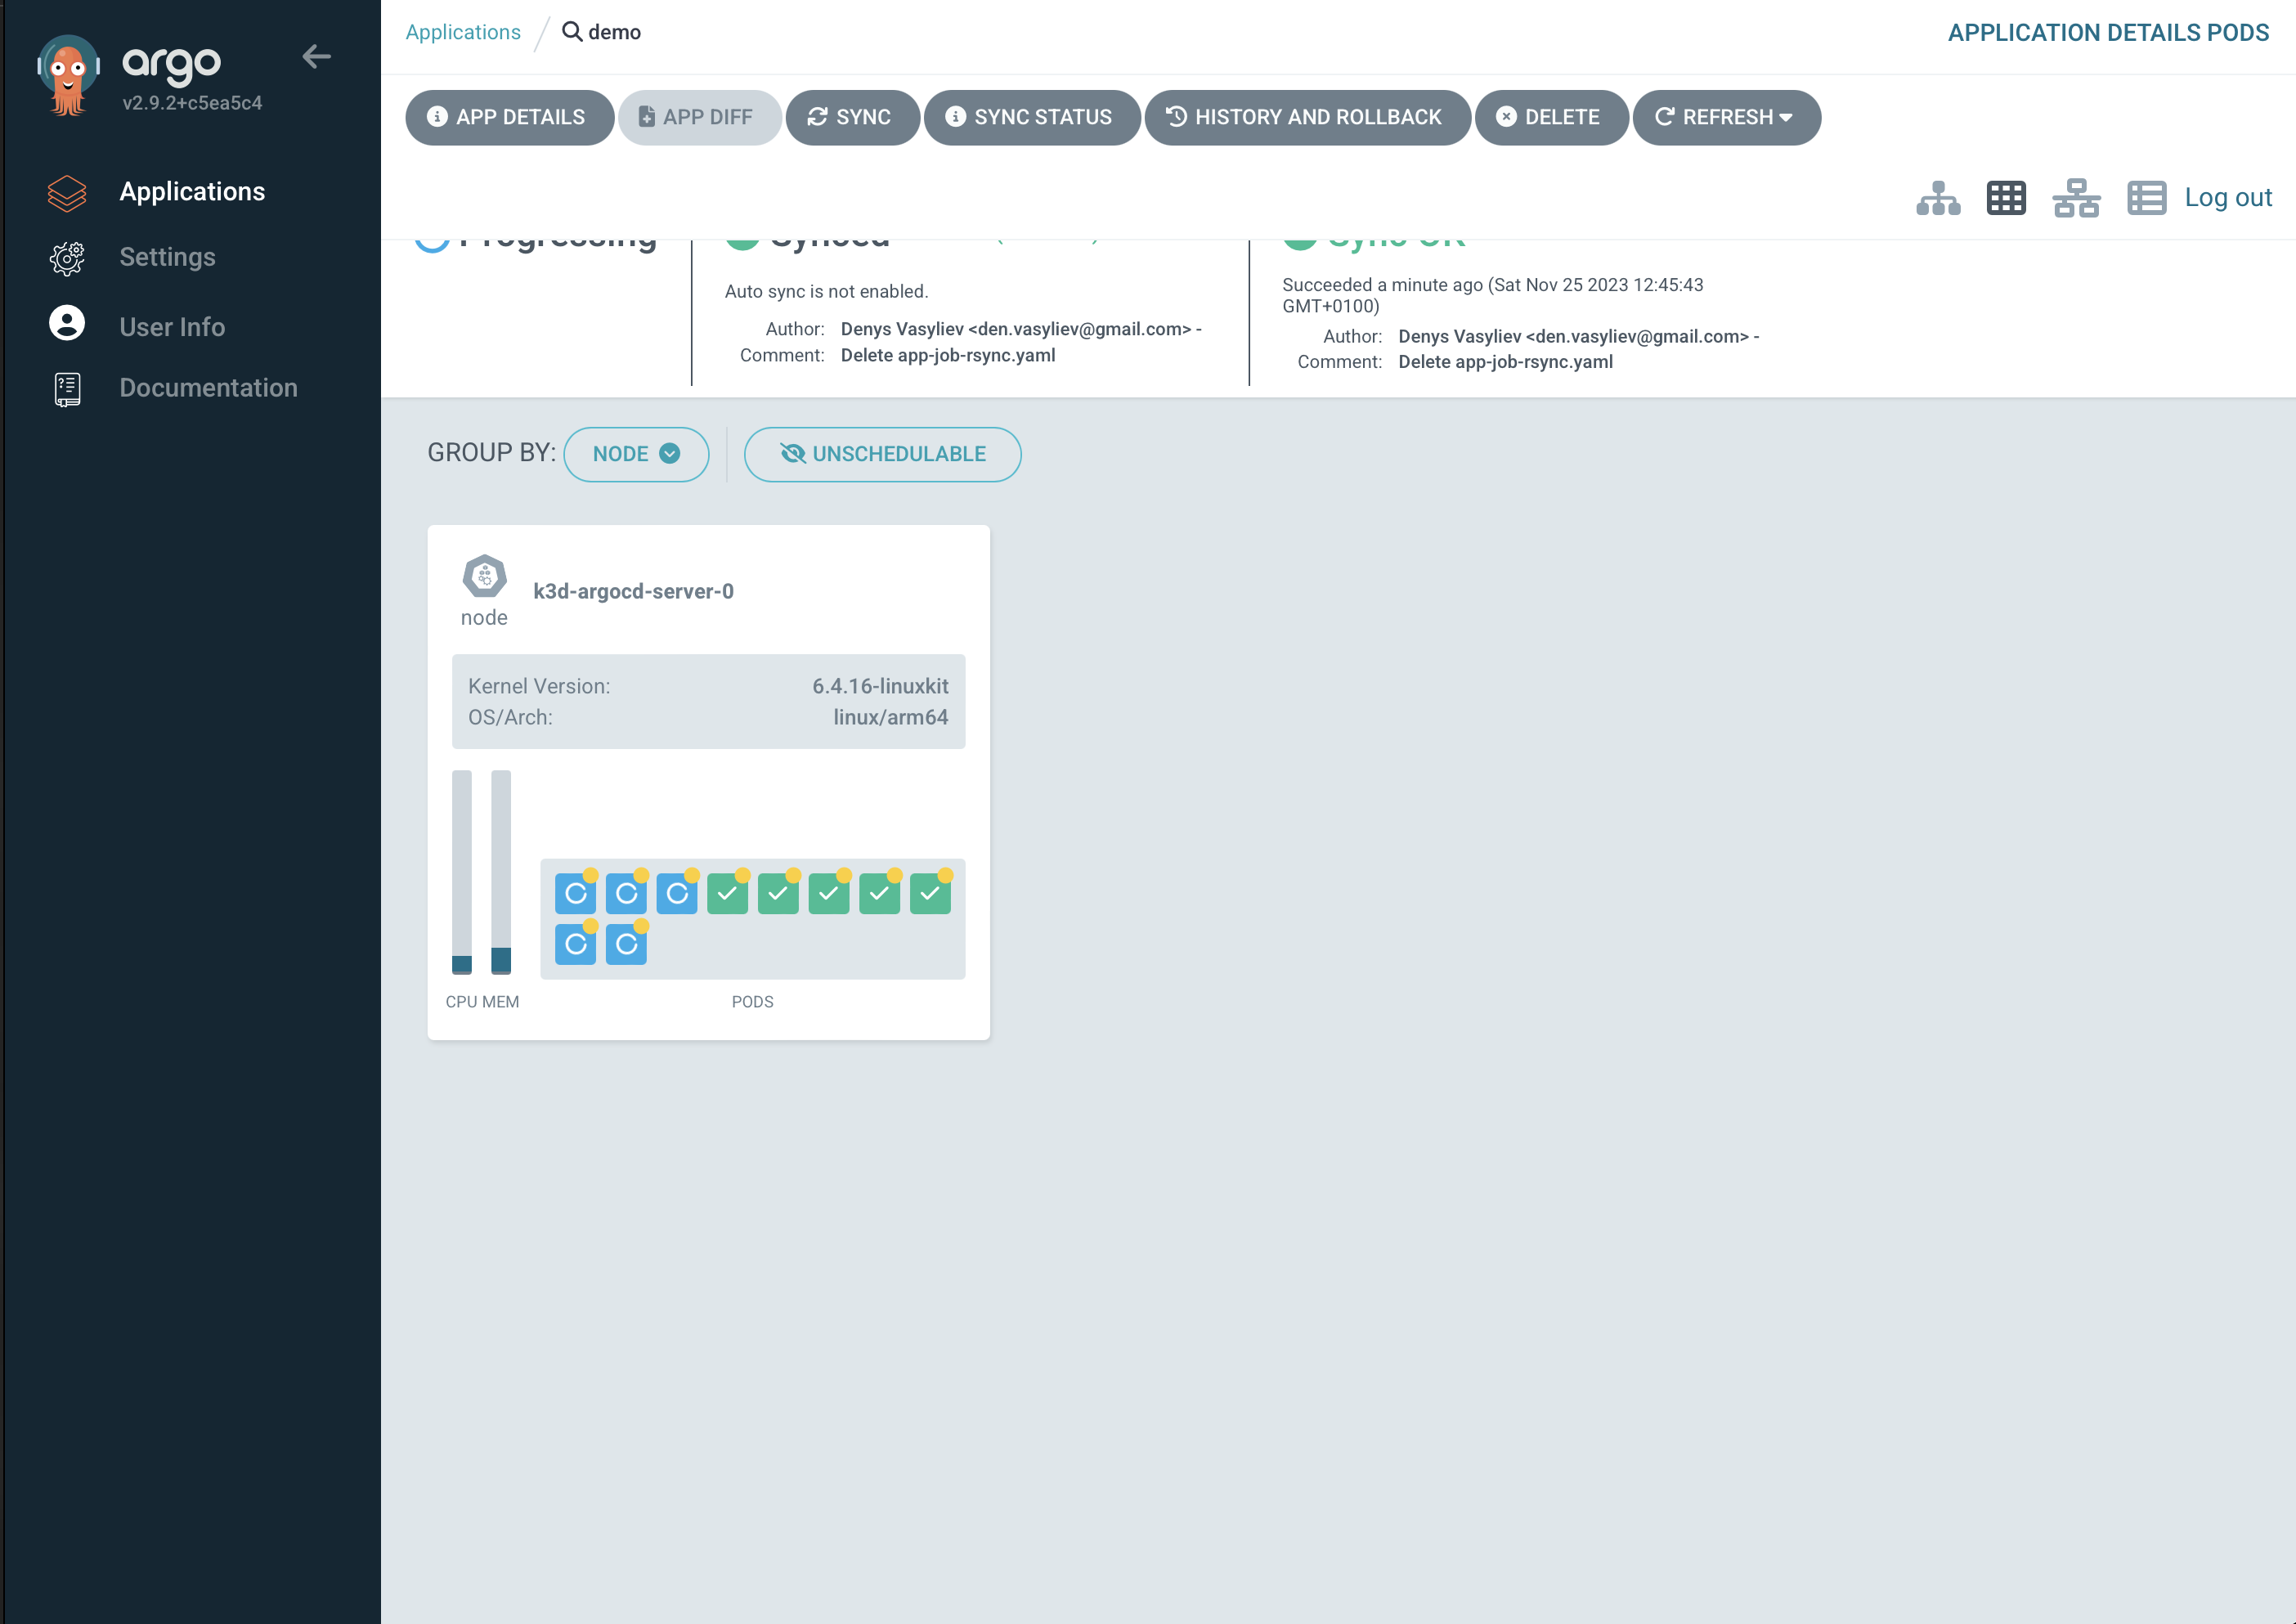 argo
v2.9.2+c5ea5c4
Applications
Settings
User Info
Documentation
Applications / demo
APPLICATION DETAILS PODS
APP DETAILS APP DIFF SYNC SYNC STATUS HISTORY AND ROLLBACK DELETE REFRESH
Log out
Progressing
Synced
Sync OK
Auto sync is not enabled.
Author: Denys Vasyliev <den.vasyliev@gmail.com> -
Comment: Delete app-job-rsync.yaml
Succeeded a minute ago (Sat Nov 25 2023 12:45:43
GMT+0100)
Author: Denys Vasyliev <den.vasyliev@gmail.com> -
Comment: Delete app-job-rsync.yaml
GROUP BY: NODE UNSCHEDULABLE
node
k3d-argocd-server-0
Kernel Version: 6.4.16-linuxkit
OS/Arch: linux/arm64
CPU MEM PODS